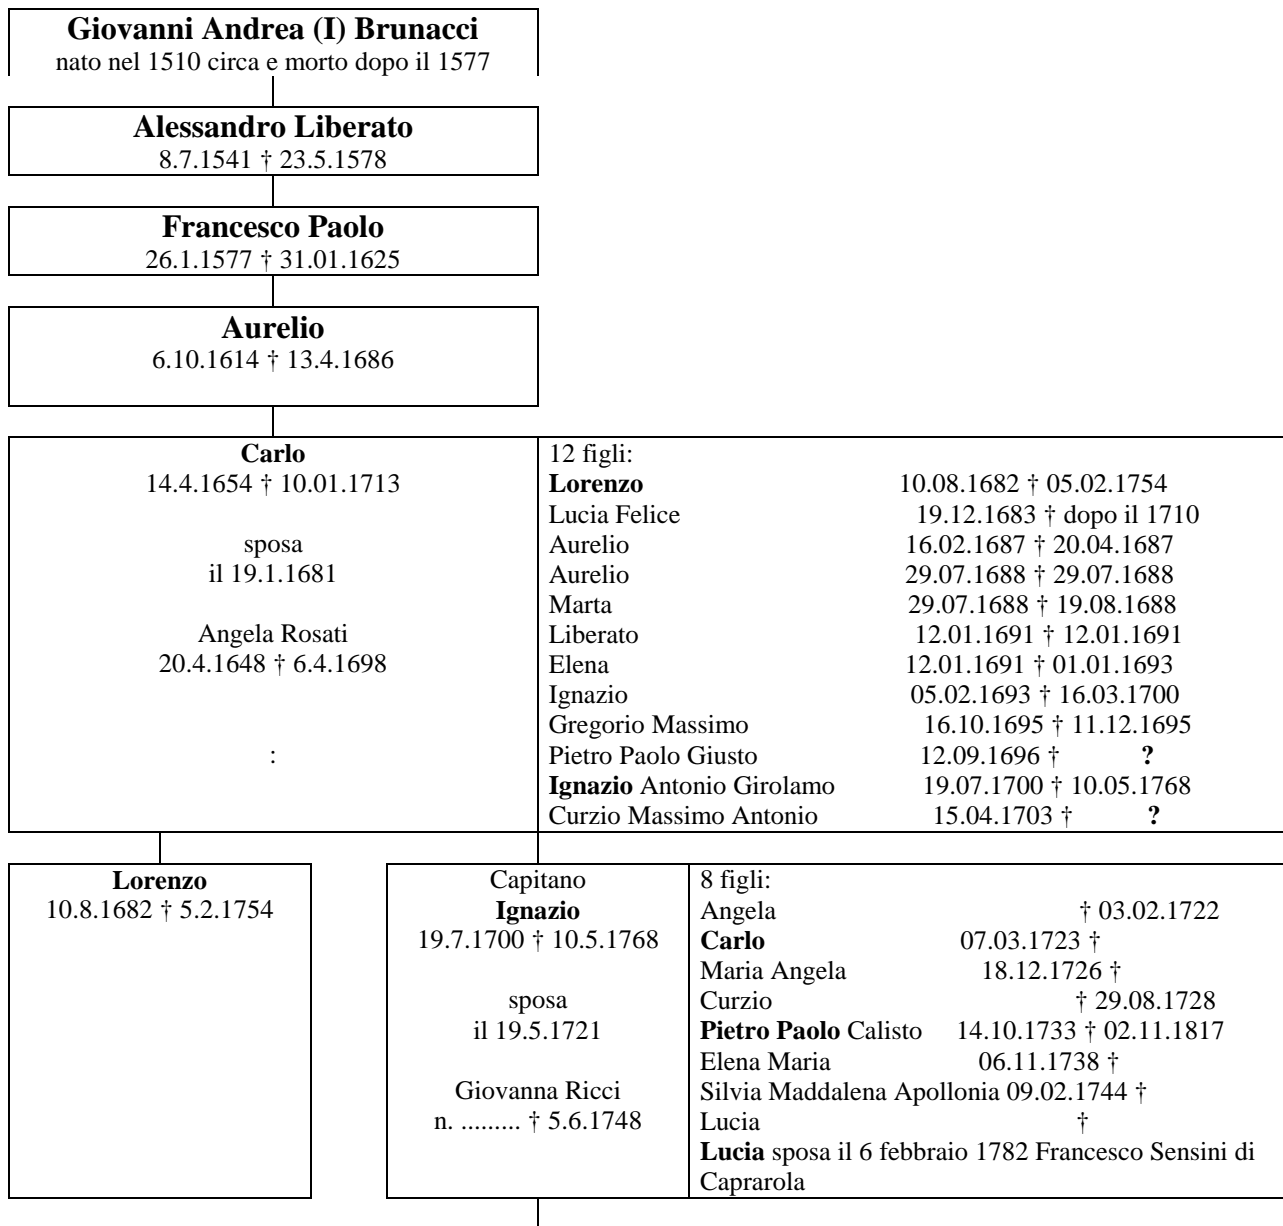 Giovanni Andrea (I) Brunacci
nato nel 1510 circa e morto dopo il 1577
Alessandro Liberato
8.7.1541 † 23.5.1578
Francesco Paolo
26.1.1577 † 31.01.1625
Aurelio
6.10.1614 † 13.4.1686
Carlo
14.4.1654 † 10.01.1713
sposa
il 19.1.1681
Angela Rosati
20.4.1648 † 6.4.1698
:
12 figli:
Lorenzo 10.08.1682 † 05.02.1754
Lucia Felice 19.12.1683 † dopo il 1710
Aurelio 16.02.1687 † 20.04.1687
Aurelio 29.07.1688 † 29.07.1688
Marta 29.07.1688 † 19.08.1688
Liberato 12.01.1691 † 12.01.1691
Elena 12.01.1691 † 01.01.1693
Ignazio 05.02.1693 † 16.03.1700
Gregorio Massimo 16.10.1695 † 11.12.1695
Pietro Paolo Giusto 12.09.1696 † ?
Ignazio Antonio Girolamo 19.07.1700 † 10.05.1768
Curzio Massimo Antonio 15.04.1703 † ?
Lorenzo
10.8.1682 † 5.2.1754
Capitano
Ignazio
19.7.1700 † 10.5.1768
sposa
il 19.5.1721
Giovanna Ricci
n. ......... † 5.6.1748
8 figli:
Angela † 03.02.1722
Carlo 07.03.1723 †
Maria Angela 18.12.1726 †
Curzio † 29.08.1728
Pietro Paolo Calisto 14.10.1733 † 02.11.1817
Elena Maria 06.11.1738 †
Silvia Maddalena Apollonia 09.02.1744 †
Lucia †
Lucia sposa il 6 febbraio 1782 Francesco Sensini di
Caprarola